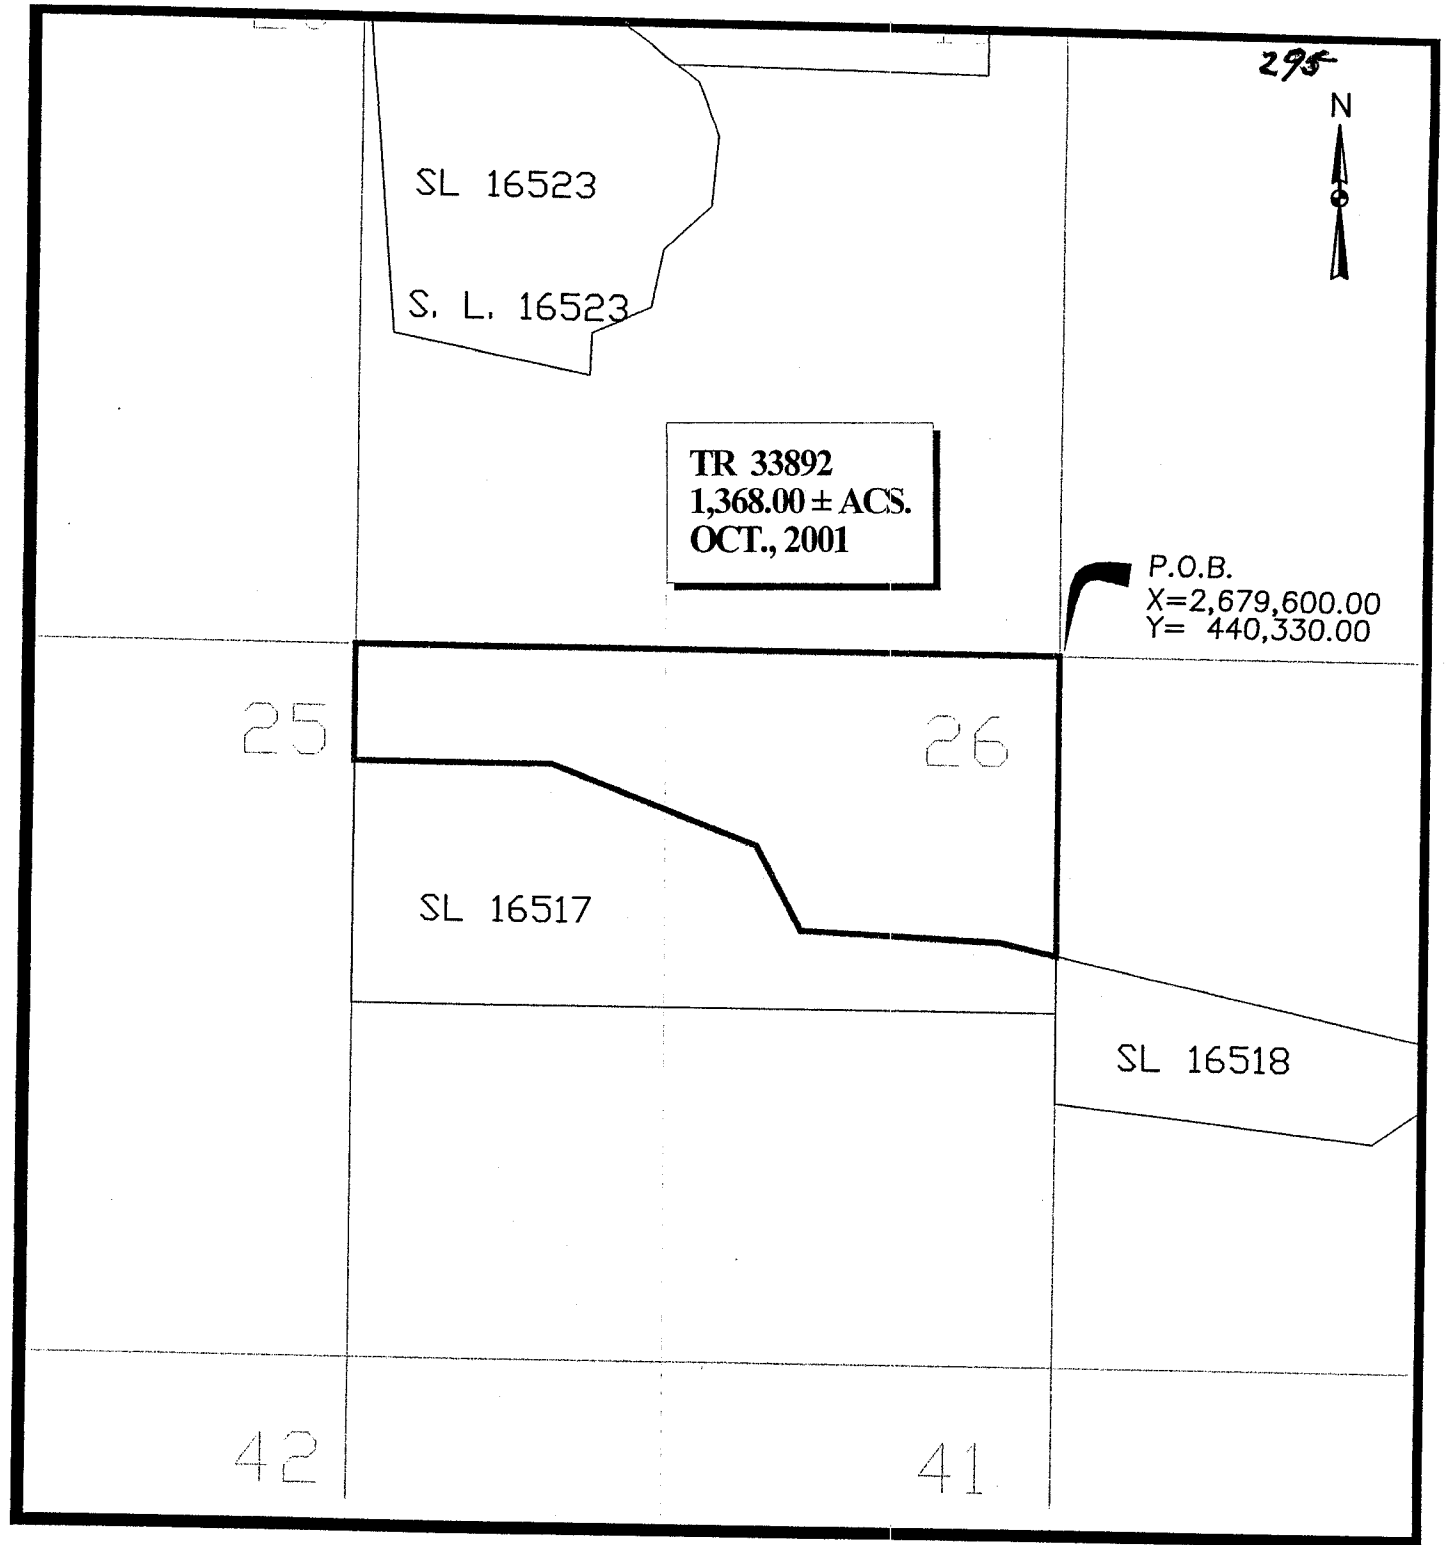 295
N
SL 16523
S. L. 16523
TR 33892
1,368.00 ± ACS.
OCT., 2001
P.O.B.
X=2,679,600.00
Y= 440,330.00
25
26
SL 16517
SL 16518
42
41